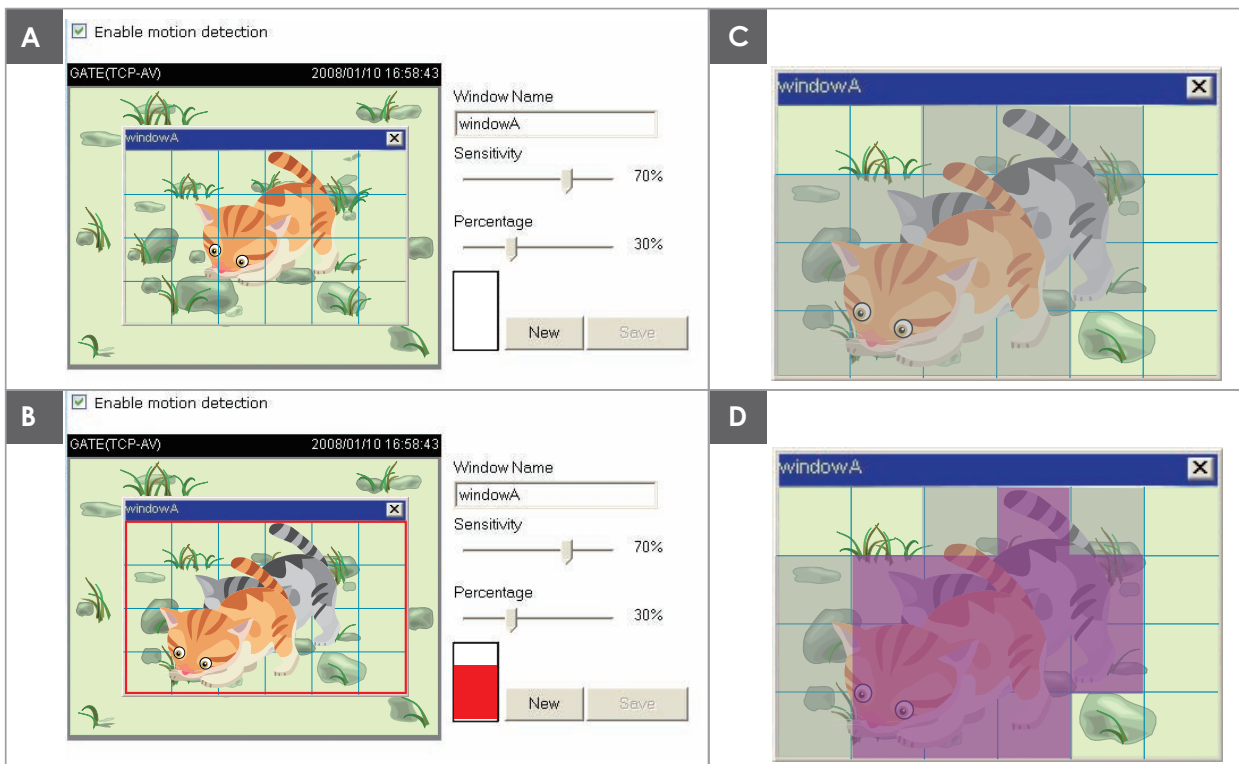 A
Enable motion detection
GATE(TCP-AV) 2008/01/10 16:58:43
windowA
Window Name
windowA
Sensitivity
70%
Percentage
30%
New Save
B
Enable motion detection
GATE(TCP-AV) 2008/01/10 16:58:43
windowA
Window Name
windowA
Sensitivity
70%
Percentage
30%
New Save
C
windowA
D
windowA